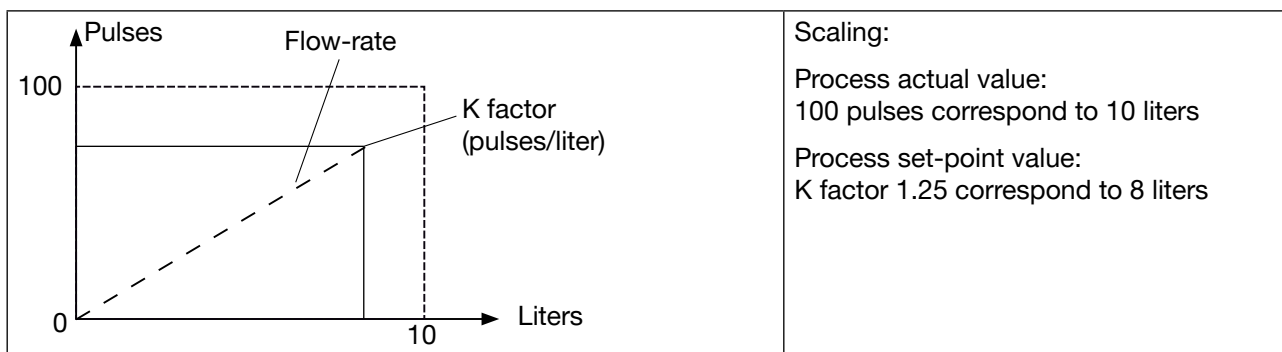 Pulses
Flow-rate
100
K factor
(pulses/liter)
0
10
Liters
Scaling:
Process actual value:
100 pulses correspond to 10 liters
Process set-point value:
K factor 1.25 correspond to 8 liters